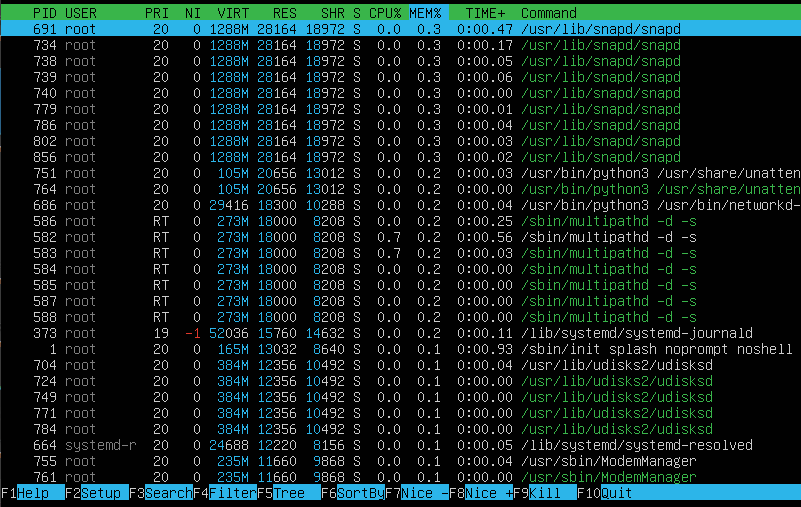 PID USER PRI NI VIRT RES SHR S CPU% MEM% TIME+ Command
691 root 20 0 1288M 28164 18972 S 0.0 0.3 0:00.47 /usr/lib/snapd/snapd
734 root 20 0 1288M 28164 18972 S 0.0 0.3 0:00.17 /usr/lib/snapd/snapd
738 root 20 0 1288M 28164 18972 S 0.0 0.3 0:00.05 /usr/lib/snapd/snapd
739 root 20 0 1288M 28164 18972 S 0.0 0.3 0:00.06 /usr/lib/snapd/snapd
740 root 20 0 1288M 28164 18972 S 0.0 0.3 0:00.00 /usr/lib/snapd/snapd
779 root 20 0 1288M 28164 18972 S 0.0 0.3 0:00.01 /usr/lib/snapd/snapd
786 root 20 0 1288M 28164 18972 S 0.0 0.3 0:00.04 /usr/lib/snapd/snapd
802 root 20 0 1288M 28164 18972 S 0.0 0.3 0:00.03 /usr/lib/snapd/snapd
856 root 20 0 1288M 28164 18972 S 0.0 0.3 0:00.02 /usr/lib/snapd/snapd
751 root 20 0 105M 20656 13012 S 0.0 0.2 0:00.03 /usr/bin/python3 /usr/share/unatten
764 root 20 0 105M 20656 13012 S 0.0 0.2 0:00.00 /usr/bin/python3 /usr/share/unatten
686 root 20 0 29416 18300 10288 S 0.0 0.2 0:00.04 /usr/bin/python3 /usr/bin/networkd-
586 root RT 0 273M 18000 8208 S 0.0 0.2 0:00.25 /sbin/multipathd -d -s
582 root RT 0 273M 18000 8208 S 0.7 0.2 0:00.56 /sbin/multipathd -d -s
583 root RT 0 273M 18000 8208 S 0.7 0.2 0:00.03 /sbin/multipathd -d -s
584 root RT 0 273M 18000 8208 S 0.0 0.2 0:00.00 /sbin/multipathd -d -s
585 root RT 0 273M 18000 8208 S 0.0 0.2 0:00.00 /sbin/multipathd -d -s
587 root RT 0 273M 18000 8208 S 0.0 0.2 0:00.00 /sbin/multipathd -d -s
588 root RT 0 273M 18000 8208 S 0.0 0.2 0:00.00 /sbin/multipathd -d -s
373 root 19 -1 52036 15760 14632 S 0.0 0.2 0:00.11 /lib/systemd/systemd-journald
1 root 20 0 165M 13032 8640 S 0.0 0.1 0:00.93 /sbin/init splash noprompt noshell
704 root 20 0 384M 12356 10492 S 0.0 0.1 0:00.04 /usr/lib/udisks2/udisksd
724 root 20 0 384M 12356 10492 S 0.0 0.1 0:00.00 /usr/lib/udisks2/udisksd
749 root 20 0 384M 12356 10492 S 0.0 0.1 0:00.00 /usr/lib/udisks2/udisksd
771 root 20 0 384M 12356 10492 S 0.0 0.1 0:00.00 /usr/lib/udisks2/udisksd
784 root 20 0 384M 12356 10492 S 0.0 0.1 0:00.00 /usr/lib/udisks2/udisksd
664 systemd-r 20 0 24688 12220 8156 S 0.0 0.1 0:00.05 /lib/systemd/systemd-resolved
755 root 20 0 235M 11660 9868 S 0.0 0.1 0:00.04 /usr/sbin/ModemManager
761 root 20 0 235M 11660 9868 S 0.0 0.1 0:00.00 /usr/sbin/ModemManager
F1Help F2Setup F3SearchF4FilterF5Tree F6SortByF7Nice -F8Nice +F9Kill F10Quit